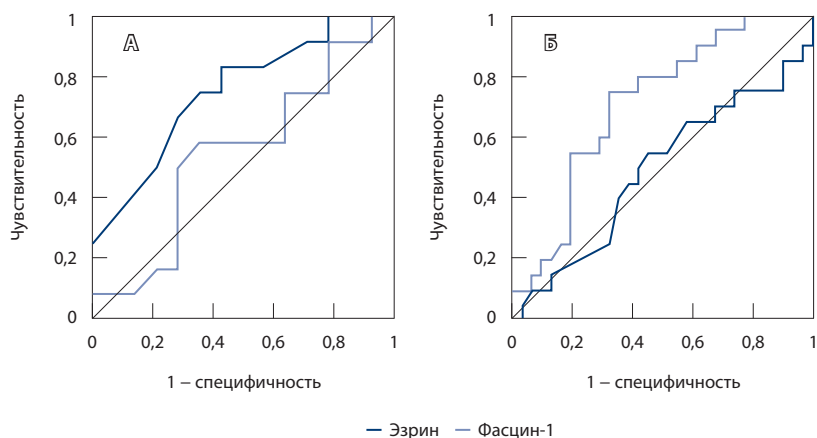 А
Чувствительность
1
0,8
0,6
0,4
0,2
0
0 0,2 0,4 0,6 0,8 1
1 – специфичность
Б
Чувствительность
1
0,8
0,6
0,4
0,2
0
0 0,2 0,4 0,6 0,8 1
1 – специфичность
Эзрин Фасцин-1